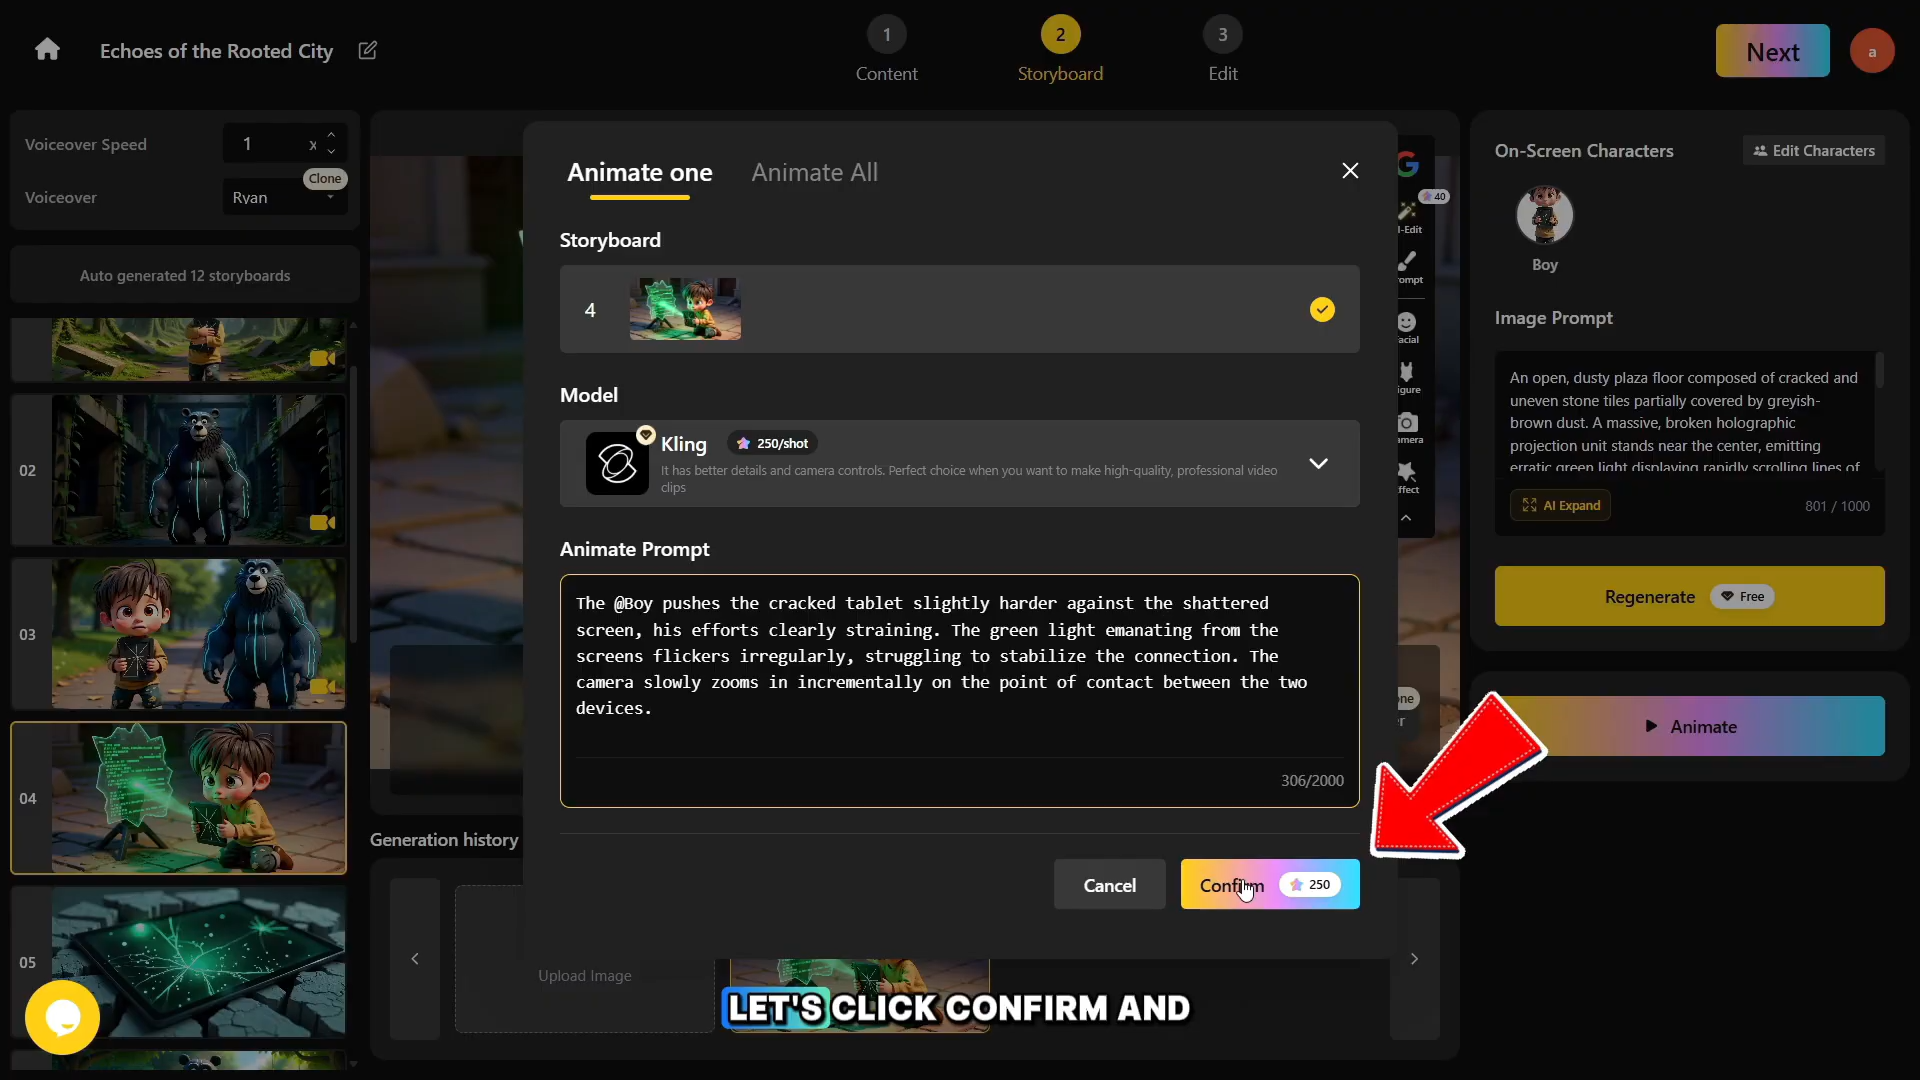 Echoes of the Rooted City
1
Content
2
Storyboard
3
Edit
Next
a
Voiceover Speed
1
x
Clone
Voiceover
Ryan
Auto generated 12 storyboards
02
03
04
05
Animate one
Animate All
Storyboard
4
Model
Kling
250/shot
It has better details and camera controls. Perfect choice when you want to make high-quality, professional video
clips
Animate Prompt
The @Boy pushes the cracked tablet slightly harder against the shattered
screen, his efforts clearly straining. The green light emanating from the
screens flickers irregularly, struggling to stabilize the connection. The
camera slowly zooms in incrementally on the point of contact between the two
devices.
306/2000
Cancel
Confirm
250
Generation history
Upload Image
LET'S CLICK CONFIRM AND
40
On-Screen Characters
Edit Characters
Boy
Image Prompt
An open, dusty plaza floor composed of cracked and
uneven stone tiles partially covered by greyish-
brown dust. A massive, broken holographic
projection unit stands near the center, emitting
erratic green light displaying rapidly scrolling lines of
AI Expand
801 / 1000
Regenerate
Free
Animate